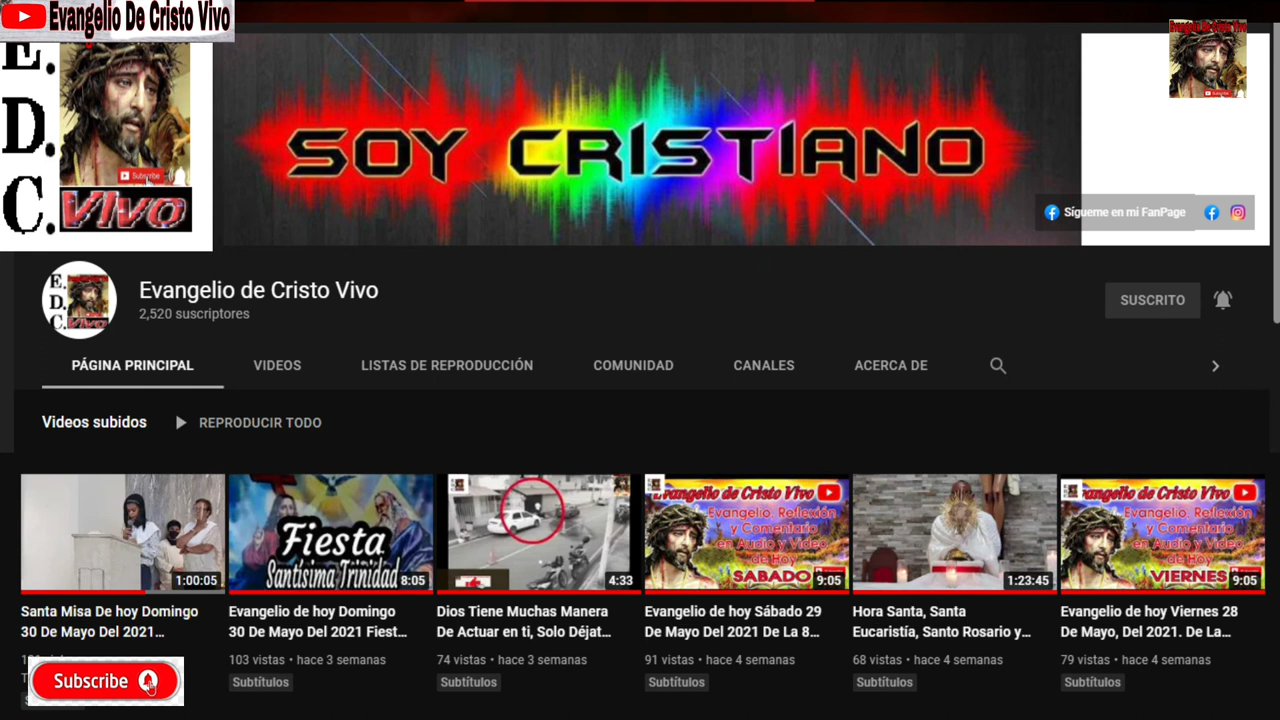 Evangelio De Cristo Vivo
Evangelio De Cristo Vivo
E.
D.
C.
Subscribe
Vivo
SOY CRISTIANO
Subscribe
Sígueme en mi FanPage
E.
D.
C.
Vivo
Evangelio de Cristo Vivo
2,520 suscriptores
SUSCRITO
PÁGINA PRINCIPAL
VIDEOS
LISTAS DE REPRODUCCIÓN
COMUNIDAD
CANALES
ACERCA DE
Videos subidos
REPRODUCIR TODO
1:00:05
Fiesta
Santísima Trinidad
8:05
4:33
Evangelio de Cristo Vivo
Evangelio, Reflexión
y Comentario
en Audio y Video
de Hoy
SABADO
9:05
1:23:45
Evangelio de Cristo Vivo
Evangelio, Reflexión
y Comentario
en Audio y Video
de Hoy
VIERNES
9:05
Santa Misa De hoy Domingo
30 De Mayo Del 2021...
Evangelio de hoy Domingo
30 De Mayo Del 2021 Fiest...
103 vistas • hace 3 semanas
Subtítulos
Dios Tiene Muchas Manera
De Actuar en ti, Solo Déjat...
74 vistas • hace 3 semanas
Subtítulos
Evangelio de hoy Sábado 29
De Mayo Del 2021 De La 8...
91 vistas • hace 4 semanas
Subtítulos
Hora Santa, Santa
Eucaristía, Santo Rosario y...
68 vistas • hace 4 semanas
Subtítulos
Evangelio de hoy Viernes 28
De Mayo, Del 2021. De La...
79 vistas • hace 4 semanas
Subtítulos
Subscribe